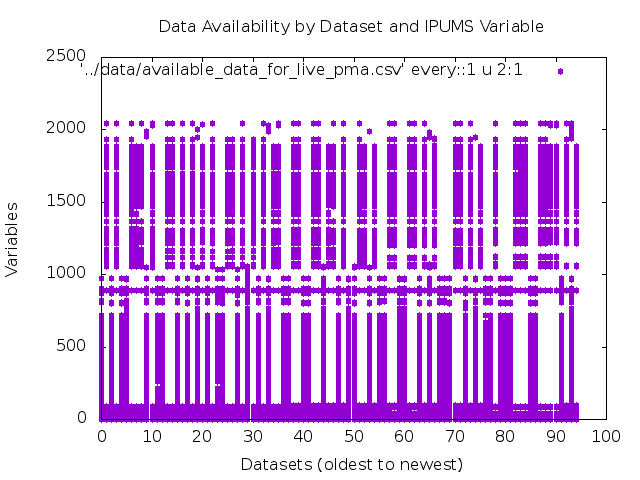 Data Availability by Dataset and IPUMS Variable
'../data/available_data_for_live_pma.csv' every::1 u 2:1
2500
2000
1500
1000
500
0
Variables
0 10 20 30 40 50 60 70 80 90 100
Datasets (oldest to newest)